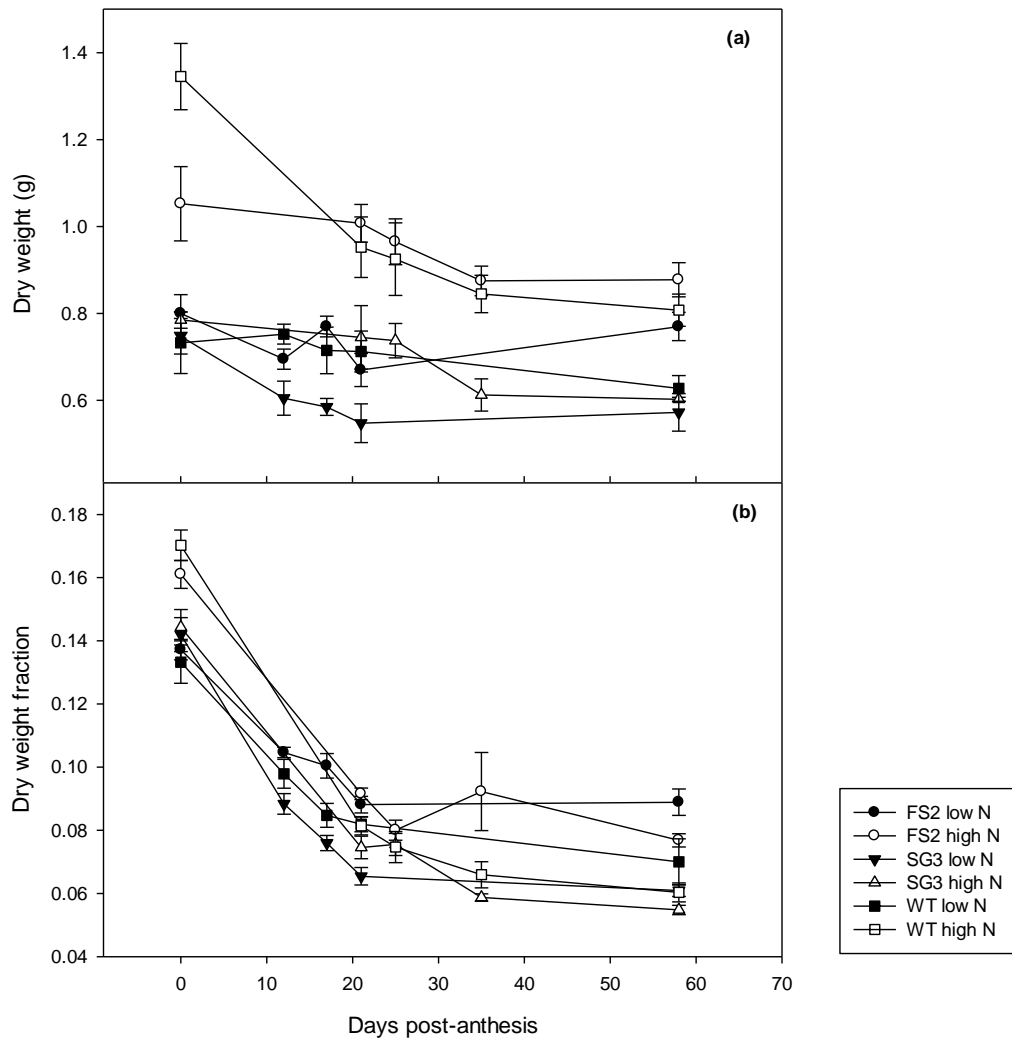 (a)
1.4
1.2
1.0
0.8
0.6
Dry weight (g)
(b)
0.18
0.16
0.14
0.12
0.10
0.08
0.06
0.04
Dry weight fraction
0 10 20 30 40 50 60 70
Days post-anthesis
FS2 low N
FS2 high N
SG3 low N
SG3 high N
WT low N
WT high N